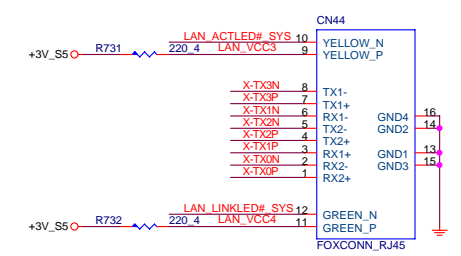 CN44
LAN_ACTLED#_SYS 10 YELLOW_N
+3V_S5 R731 220_4 LAN_VCC3 9 YELLOW_P
X-TX3N 8 TX1-
X-TX3P 7 TX1+
X-TX1N 6 RX1- GND4 16
X-TX2N 5 TX2- GND2 14
X-TX2P 4 TX2+
X-TX1P 3 RX1+ GND1 13
X-TX0N 2 RX2- GND3 15
X-TX0P 1 RX2+
LAN_LINKLED#_SYS 12 GREEN_N
+3V_S5 R732 220_4 LAN_VCC4 11 GREEN_P
FOXCONN_RJ45